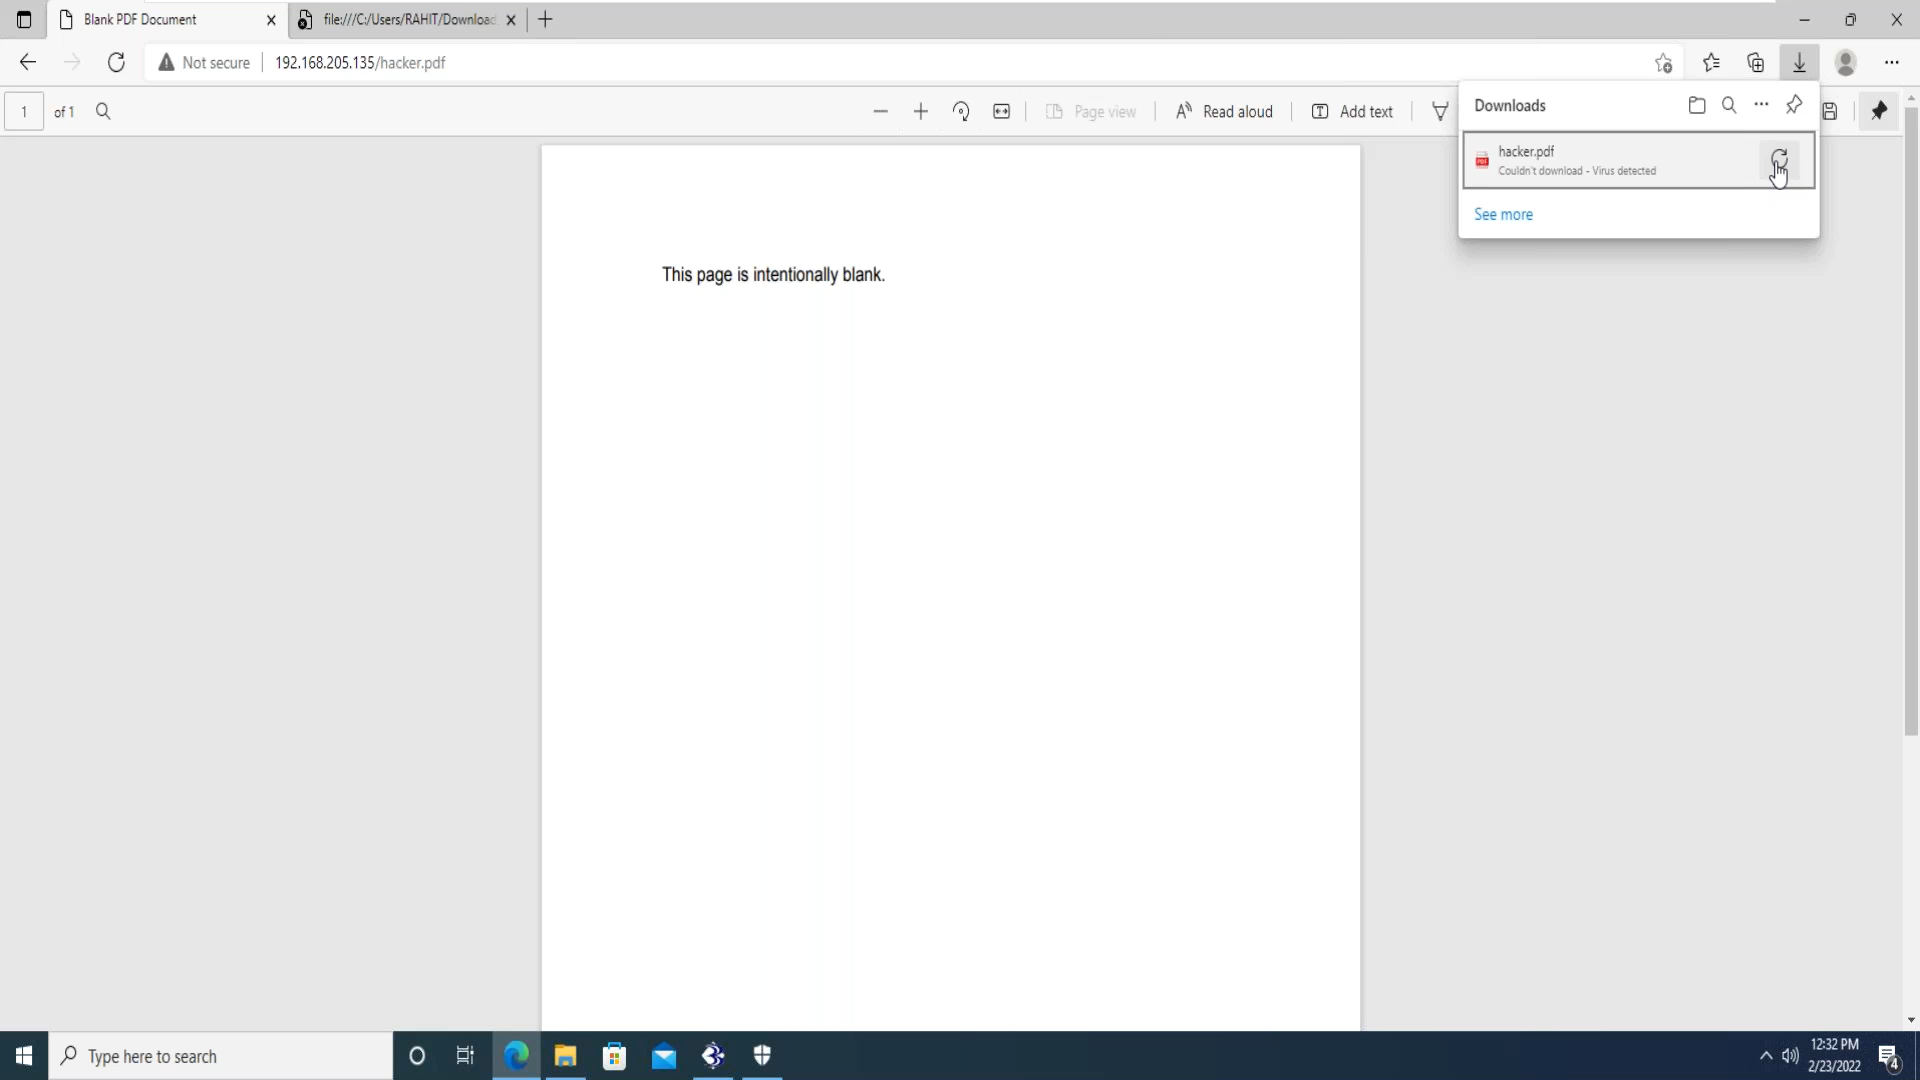 Blank PDF Document
file:///C:/Users/RAHIT/Download
Not secure
192.168.205.135/hacker.pdf
1 of 1
Page view
Read aloud
Add text
Downloads
hacker.pdf
Couldn't download - Virus detected
See more
This page is intentionally blank.
Type here to search
12:32 PM
2/23/2022
4